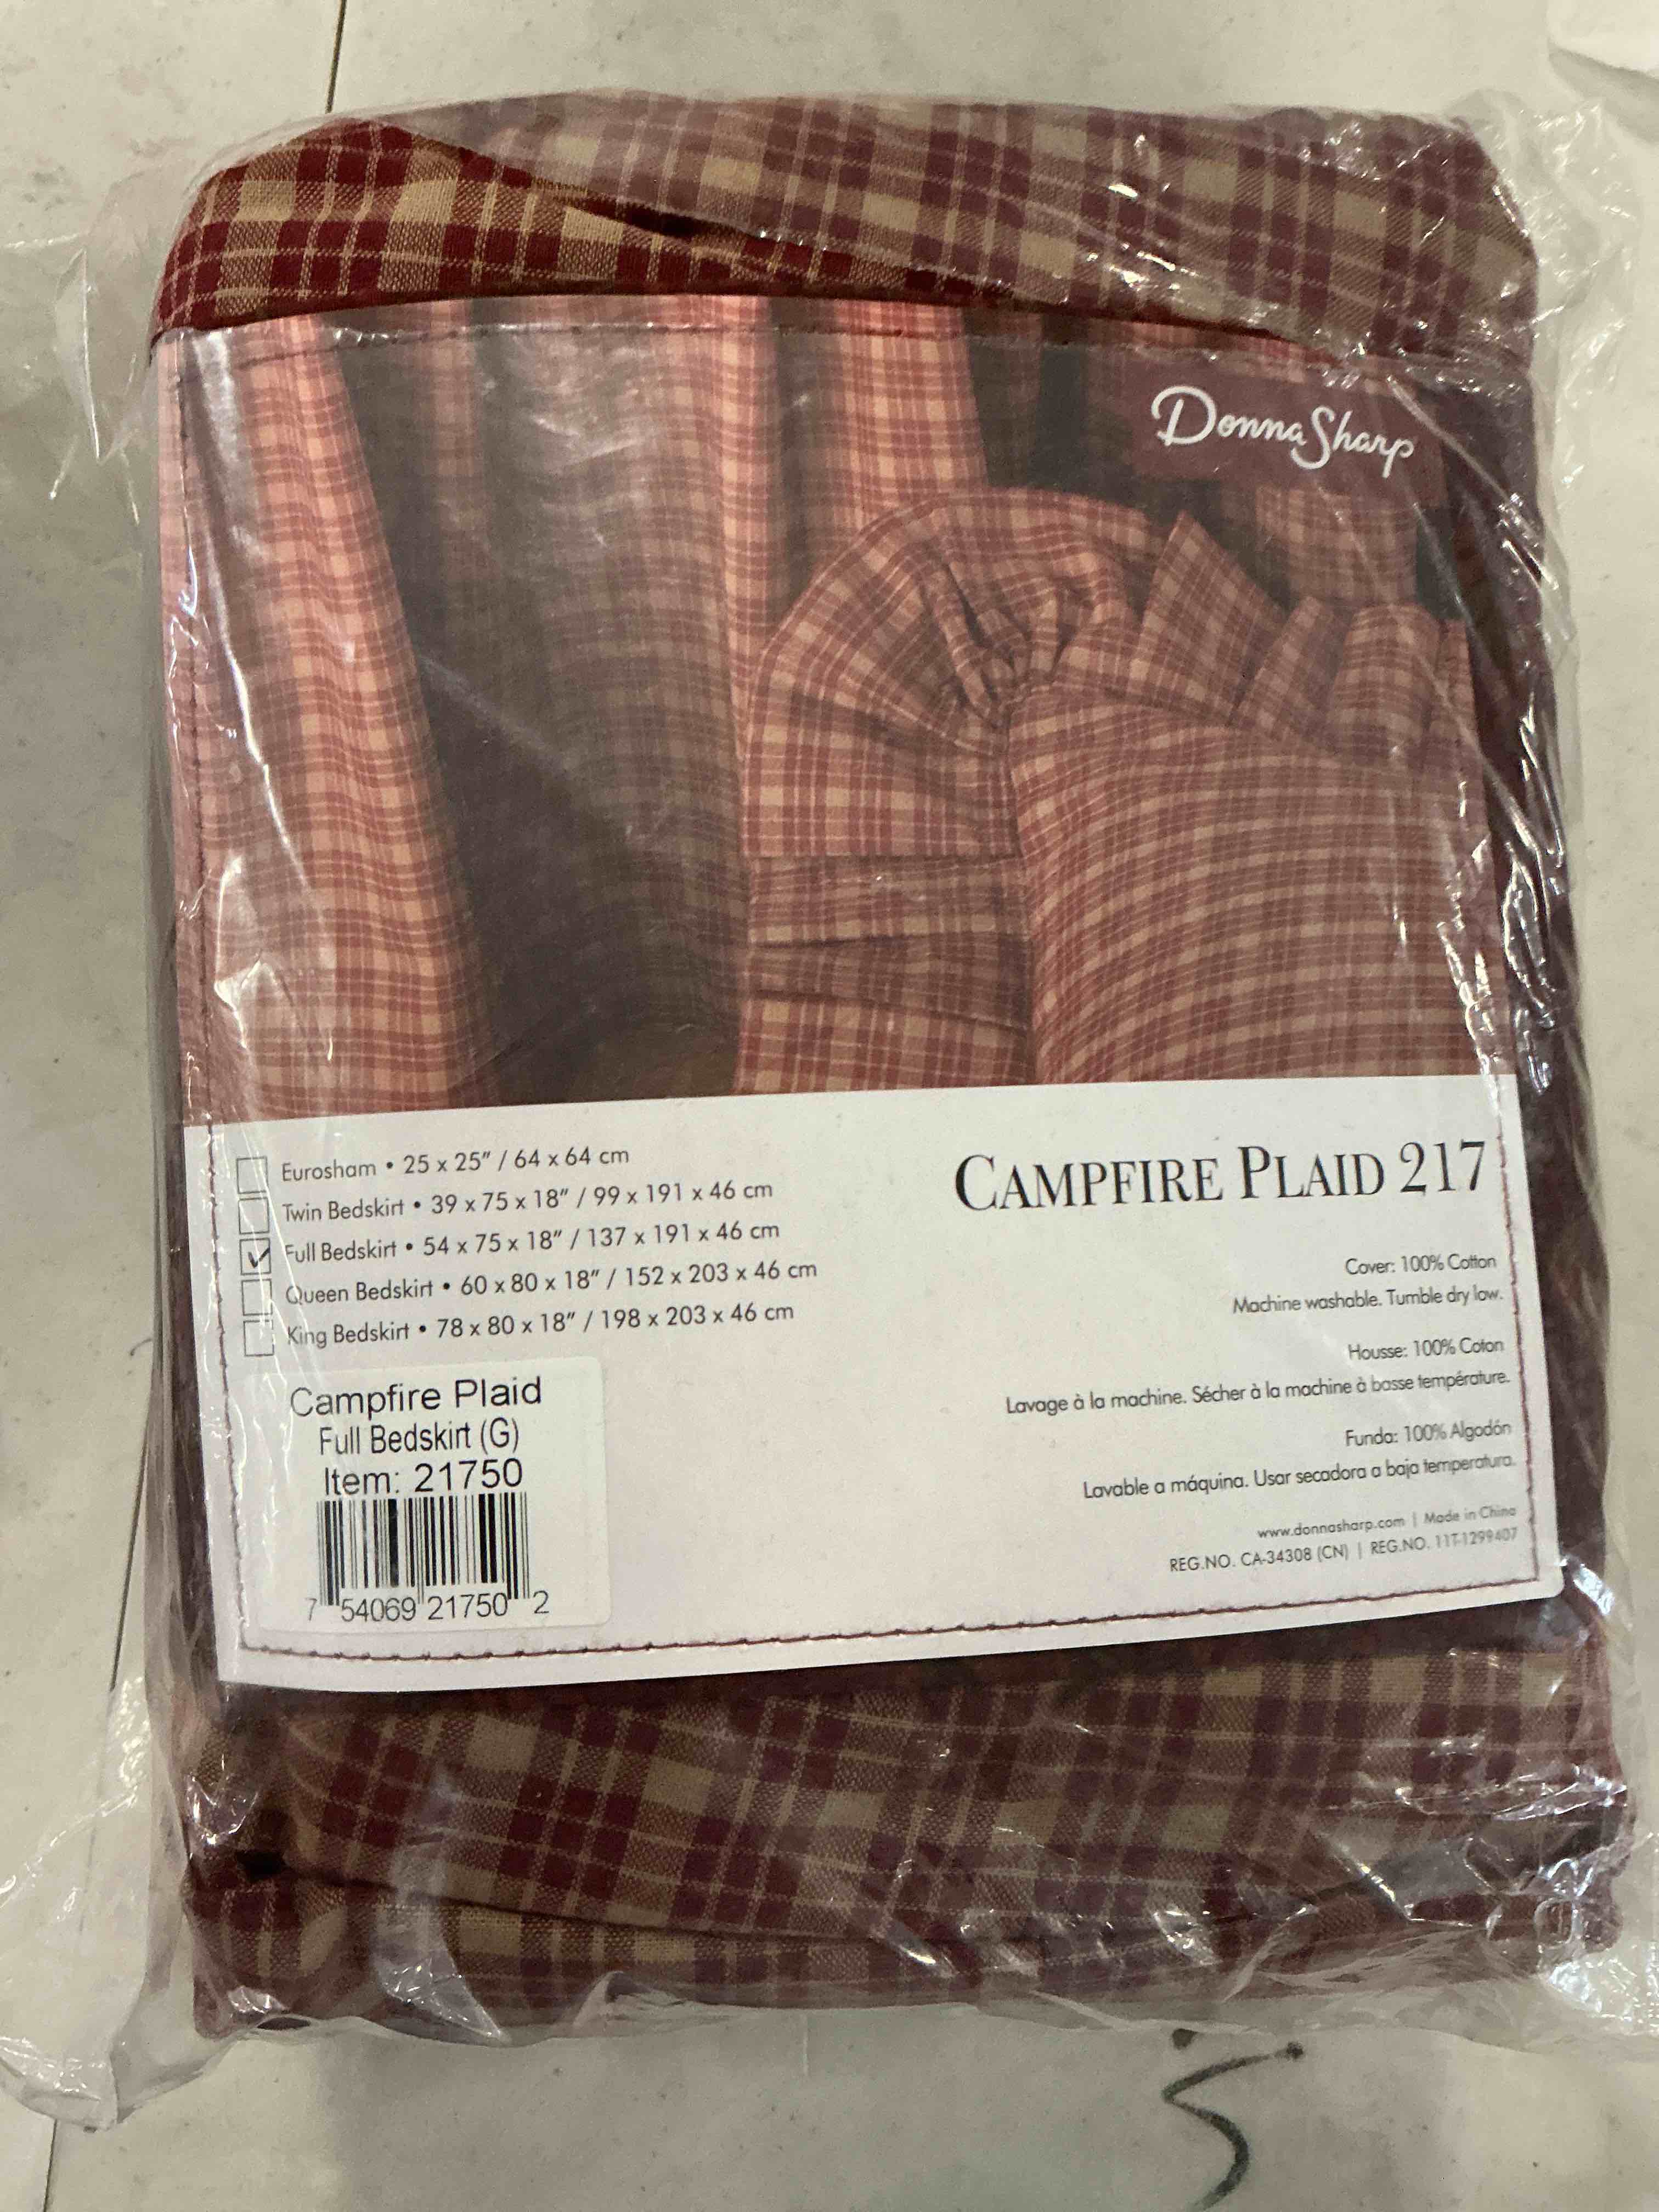 Donna Sharp
Eurosham • 25 x 25" / 64 x 64 cm
Twin Bedskirt • 39 x 75 x 18" / 99 x 191 x 46 cm
Full Bedskirt • 54 x 75 x 18" / 137 x 191 x 46 cm
Queen Bedskirt • 60 x 80 x 18" / 152 x 203 x 46 cm
King Bedskirt • 78 x 80 x 18" / 198 x 203 x 46 cm
Campfire Plaid
Full Bedskirt (G)
Item: 21750
7 54069 21750 2
CAMPFIRE PLAID 217
Cover: 100% Cotton
Machine washable. Tumble dry low.
Housse: 100% Coton
Lavage à la machine. Sécher à la machine à basse température.
Funda: 100% Algodón
Lavable a máquina. Usar secadora a baja temperatura.
www.donnasharp.com | Made in China
REG.NO. CA-34308 (CN) | REG.NO. 11T-1299407